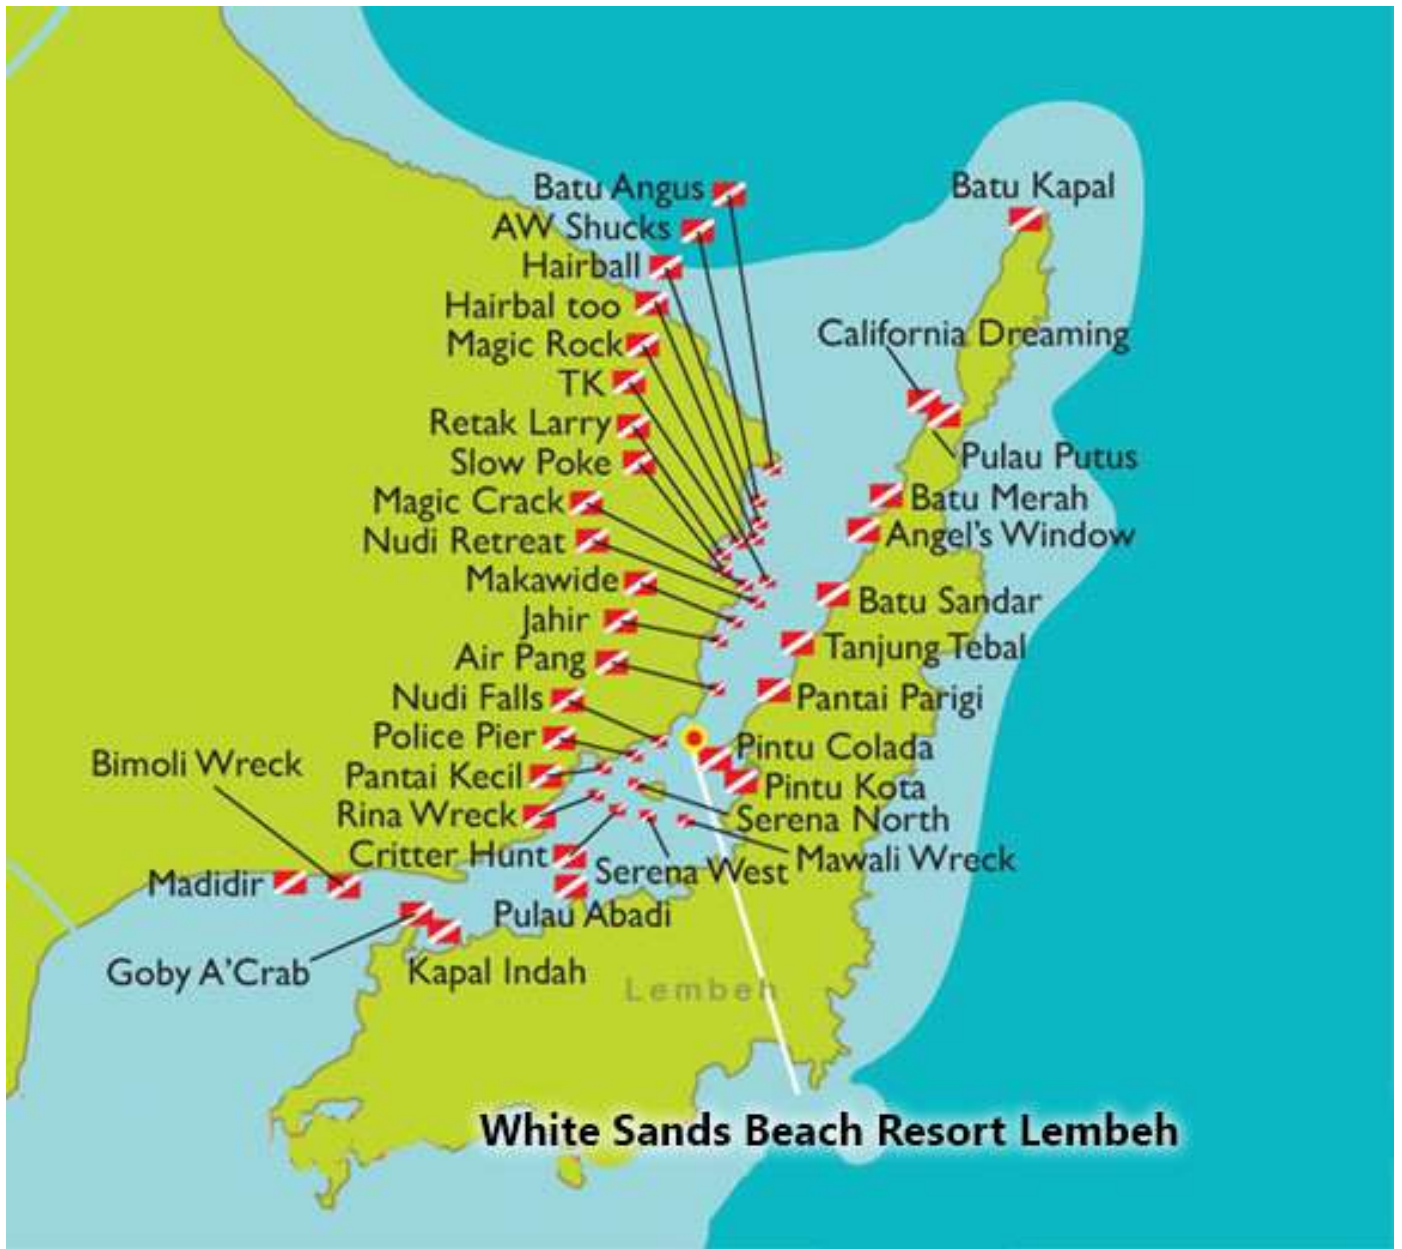 Batu Angus
Batu Kapal
AW Shucks
Hairball
Hairbal too
California Dreaming
Magic Rock
TK
Retak Larry
Pulau Putus
Slow Poke
Magic Crack
Batu Merah
Nudi Retreat
Angel's Window
Makawide
Batu Sandar
Jahir
Tanjung Tebal
Air Pang
Nudi Falls
Pantai Parigi
Police Pier
Pintu Colada
Bimoli Wreck
Pantai Kecil
Pintu Kota
Rina Wreck
Serena North
Critter Hunt
Mawali Wreck
Serena West
Madidir
Pulau Abadi
Goby A'Crab
Kapal Indah
Lembeh
White Sands Beach Resort Lembeh